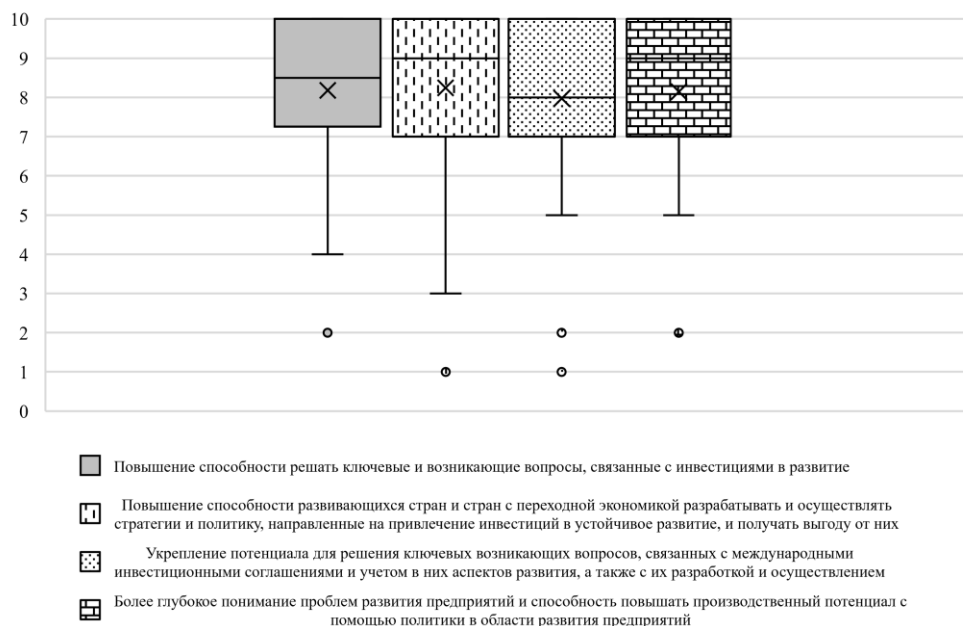 10
9
8
7
6
5
4
3
2
1
0
Повышение способности решать ключевые и возникающие вопросы, связанные с инвестициями в развитие
Повышение способности развивающихся стран и стран с переходной экономикой разрабатывать и осуществлять
стратегии и политику, направленные на привлечение инвестиций в устойчивое развитие, и получать выгоду от них
Укрепление потенциала для решения ключевых возникающих вопросов, связанных с международными
инвестиционными соглашениями и учетом в них аспектов развития, а также с их разработкой и осуществлением
Более глубокое понимание проблем развития предприятий и способность повышать производственный потенциал с
помощью политики в области развития предприятий